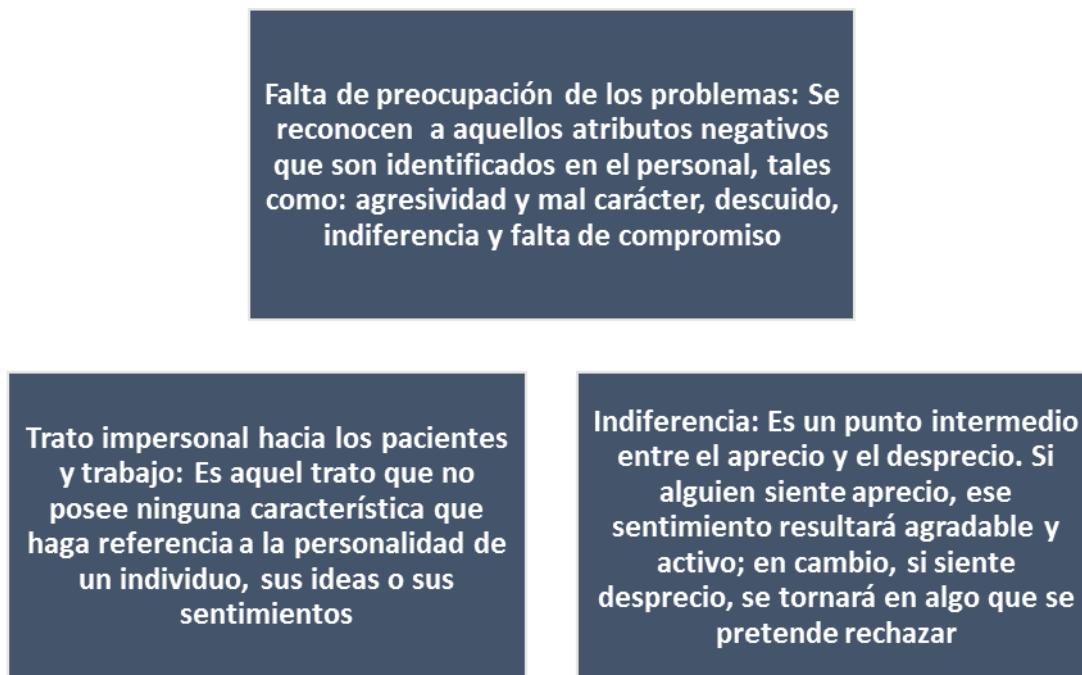 Falta de preocupación de los problemas: Se
reconocen a aquellos atributos negativos
que son identificados en el personal, tales
como: agresividad y mal carácter, descuido,
indiferencia y falta de compromiso
Trato impersonal hacia los pacientes
y trabajo: Es aquel trato que no
posee ninguna característica que
haga referencia a la personalidad de
un individuo, sus ideas o sus
sentimientos
Indiferencia: Es un punto intermedio
entre el aprecio y el desprecio. Si
alguien siente aprecio, ese
sentimiento resultará agradable y
activo; en cambio, si siente
desprecio, se tornará en algo que se
pretende rechazar